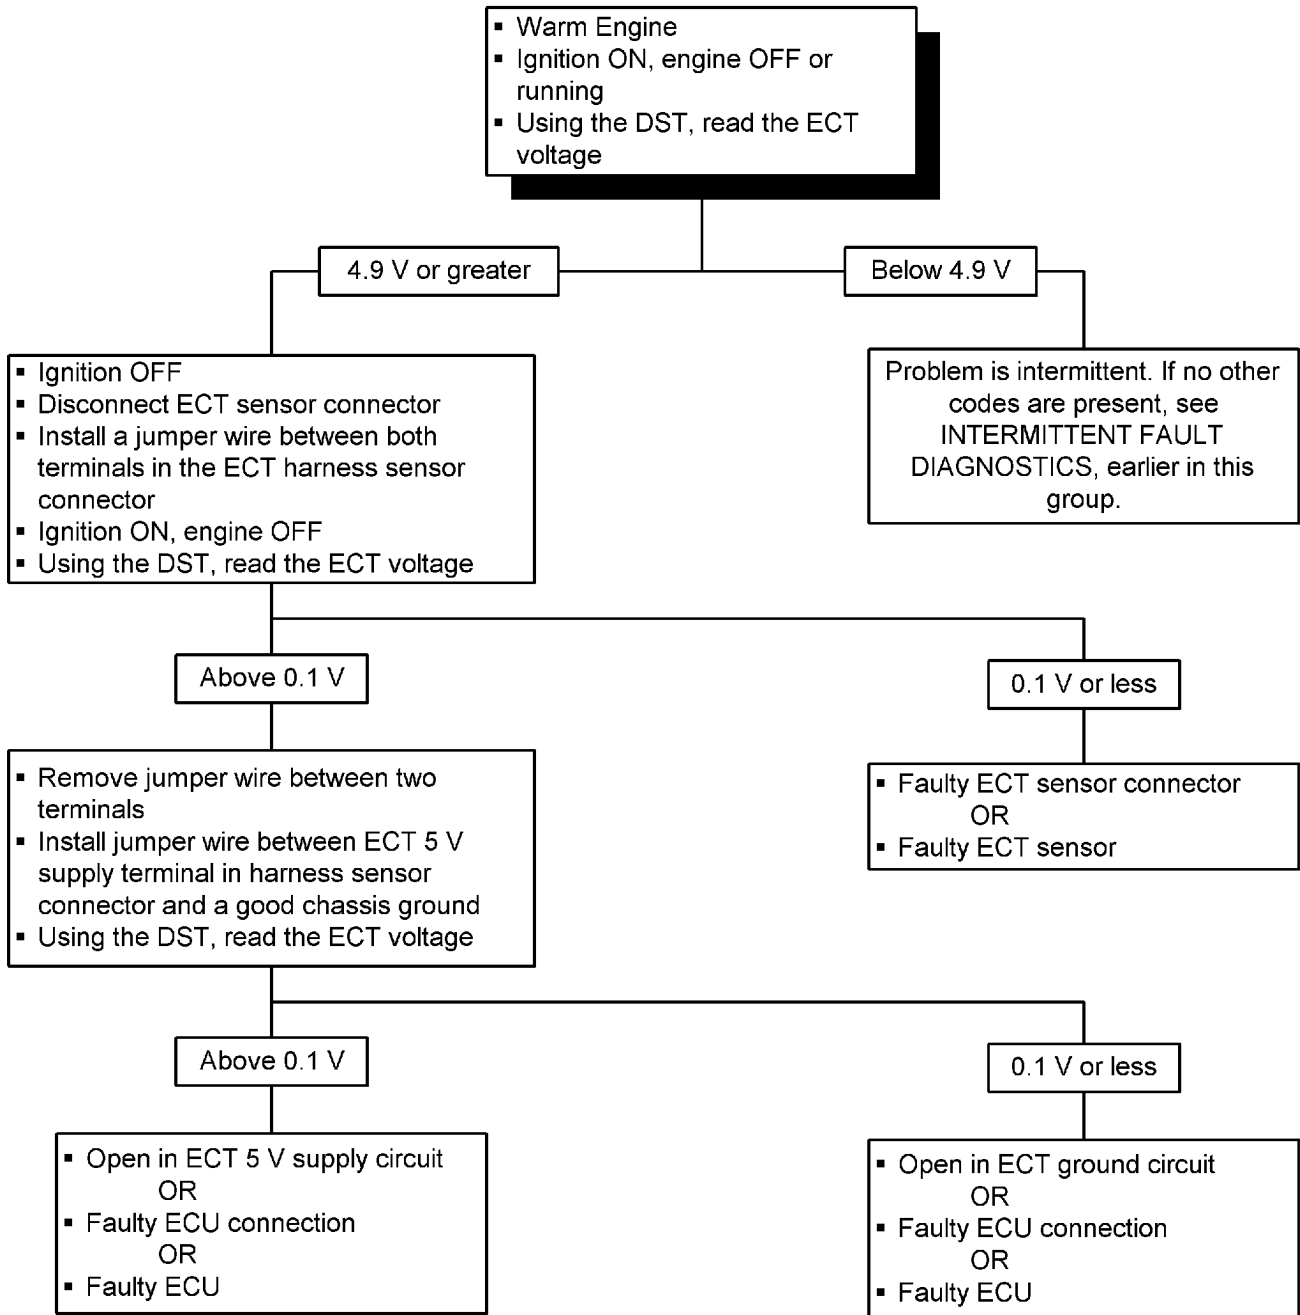 ▪ Warm Engine
▪ Ignition ON, engine OFF or
running
▪ Using the DST, read the ECT
voltage
4.9 V or greater
Below 4.9 V
▪ Ignition OFF
▪ Disconnect ECT sensor connector
▪ Install a jumper wire between both
terminals in the ECT harness sensor
connector
▪ Ignition ON, engine OFF
▪ Using the DST, read the ECT voltage
Problem is intermittent. If no other
codes are present, see
INTERMITTENT FAULT
DIAGNOSTICS, earlier in this
group.
Above 0.1 V
0.1 V or less
▪ Remove jumper wire between two
terminals
▪ Install jumper wire between ECT 5 V
supply terminal in harness sensor
connector and a good chassis ground
▪ Using the DST, read the ECT voltage
▪ Faulty ECT sensor connector
OR
▪ Faulty ECT sensor
Above 0.1 V
0.1 V or less
▪ Open in ECT 5 V supply circuit
OR
▪ Faulty ECU connection
OR
▪ Faulty ECU
▪ Open in ECT ground circuit
OR
▪ Faulty ECU connection
OR
▪ Faulty ECU